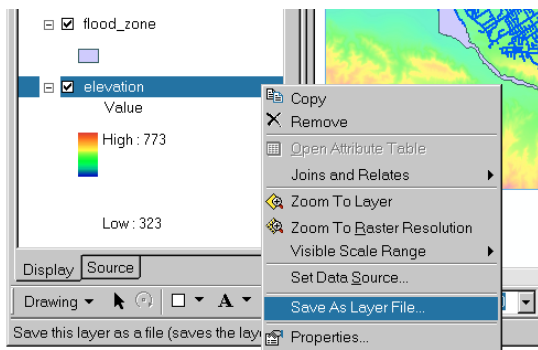 flood_zone
elevation
Value
High : 773
Low : 323
Display Source
Drawing A
Save this layer as a file (saves the lay
Copy
Remove
Open Attribute Table
Joins and Relates
Zoom To Layer
Zoom To Raster Resolution
Visible Scale Range
Set Data Source...
Save As Layer File...
Properties...